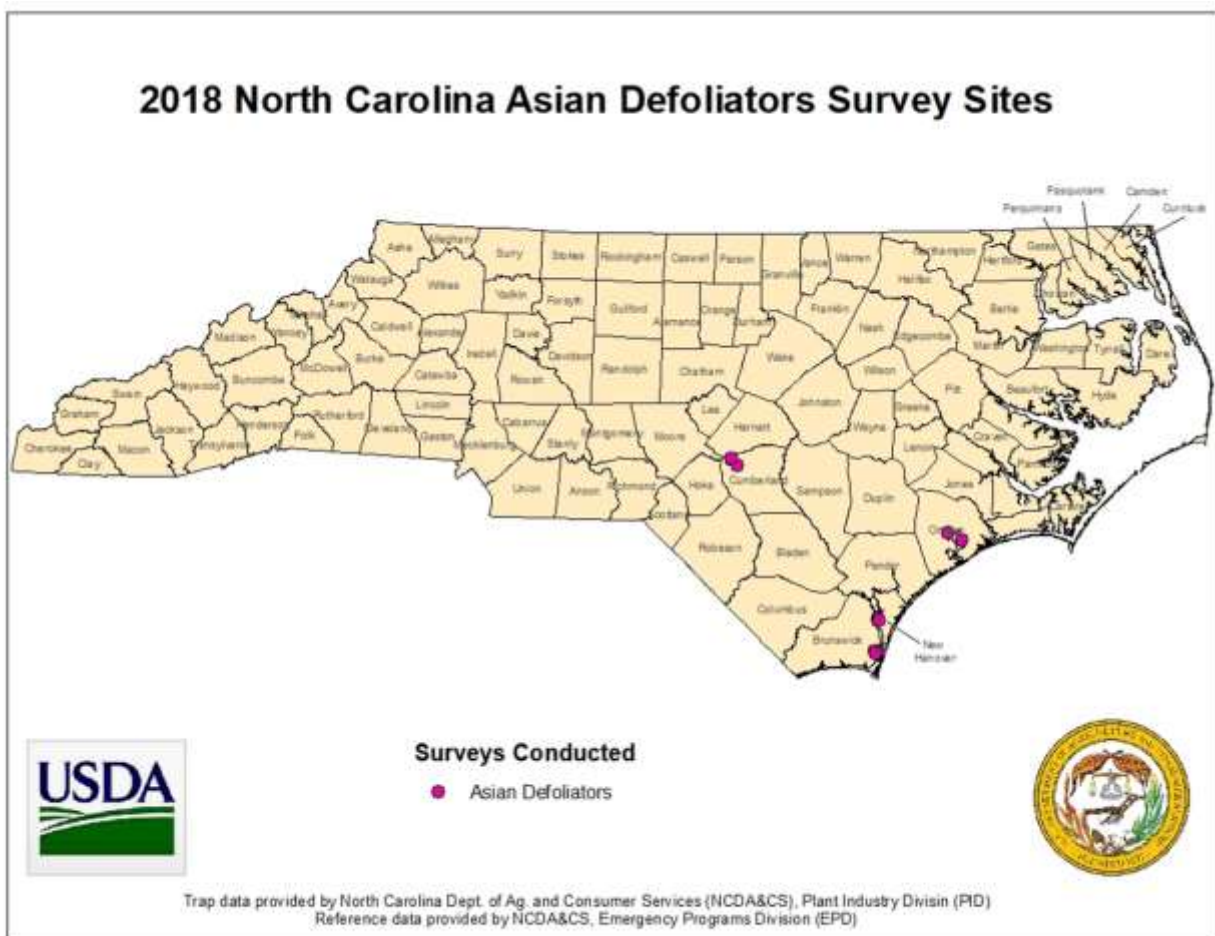 2018 North Carolina Asian Defoliators Survey Sites
Pasquotank
Camden
Perquimans
Currituck
Ashe
Alleghany
Surry
Stokes
Rockingham
Caswell
Person
Granville
Vance
Warren
Northampton
Hertford
Gates
Halifax
Watauga
Wilkes
Yadkin
Forsyth
Guilford
Alamance
Orange
Durham
Franklin
Nash
Edgecombe
Bertie
Martin
Washington
Tyrrell
Dare
Avery
Caldwell
Alexander
Iredell
Davie
Davidson
Randolph
Chatham
Wake
Wilson
Pitt
Beaufort
Hyde
Madison
Yancey
McDowell
Burke
Catawba
Rowan
Haywood
Buncombe
Swain
Graham
Cherokee
Clay
Macon
Jackson
Transylvania
Henderson
Polk
Rutherford
Cleveland
Lincoln
Gaston
Mecklenburg
Cabarrus
Stanly
Montgomery
Moore
Lee
Harnett
Johnston
Wayne
Greene
Lenoir
Craven
Jones
Union
Anson
Richmond
Scotland
Hoke
Cumberland
Sampson
Duplin
Robeson
Bladen
Pender
Columbus
Brunswick
New
Hanover
USDA
Surveys Conducted
Asian Defoliators
Trap data provided by North Carolina Dept. of Ag. and Consumer Services (NCDA&CS), Plant Industry Divisin (PID)
Reference data provided by NCDA&CS, Emergency Programs Division (EPD)